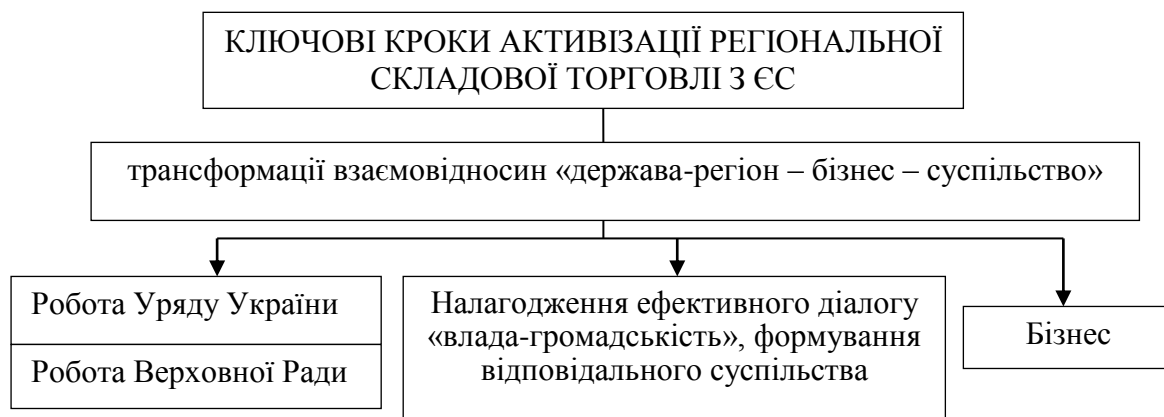 КЛЮЧОВІ КРОКИ АКТИВІЗАЦІЇ РЕГІОНАЛЬНОЇ
СКЛАДОВОЇ ТОРГОВЛІ З ЄС
трансформації взаємовідносин «держава-регіон – бізнес – суспільство»
Робота Уряду України
Робота Верховної Ради
Налагодження ефективного діалогу
«влада-громадськість», формування
відповідального суспільства
Бізнес